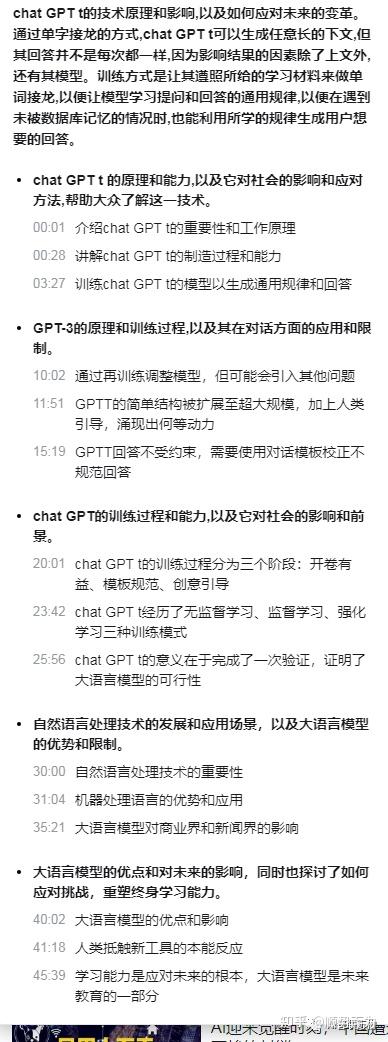 chat GPT t的技术原理和影响,以及如何应对未来的变革。
通过单字接龙的方式,chat GPT t可以生成任意长的下文,但
其回答并不是每次都一样,因为影响结果的因素除了上文外,
还有其模型。训练方式是让其遵照所给的学习材料来做单
词接龙,以便让模型学习提问和回答的通用规律,以便在遇到
未被数据库记忆的情况时,也能利用所学的规律生成用户想
要的回答。
• chat GPT t 的原理和能力,以及它对社会的影响和应对
方法,帮助大众了解这一技术。
00:01 介绍chat GPT t的重要性和工作原理
00:28 讲解chat GPT t的制造过程和能力
03:27 训练chat GPT t的模型以生成通用规律和回答
• GPT-3的原理和训练过程,以及其在对话方面的应用和限
制。
10:02 通过再训练调整模型，但可能会引入其他问题
11:51 GPTT的简单结构被扩展至超大规模，加上人类
引导，涌现出何等动力
15:19 GPTT回答不受约束，需要使用对话模板校正不
规范回答
• chat GPT的训练过程和能力,以及它对社会的影响和前
景。
20:01 chat GPT t的训练过程分为三个阶段：开卷有
益、模板规范、创意引导
23:42 chat GPT t经历了无监督学习、监督学习、强化
学习三种训练模式
25:56 chat GPT t的意义在于完成了一次验证，证明了
大语言模型的可行性
• 自然语言处理技术的发展和应用场景，以及大语言模型
的优势和限制。
30:00 自然语言处理技术的重要性
31:04 机器处理语言的优势和应用
35:21 大语言模型对商业界和新闻界的影响
• 大语言模型的优点和对未来的影响，同时也探讨了如何
应对挑战，重塑终身学习能力。
40:02 大语言模型的优点和影响
41:18 人类抵触新工具的本能反应
45:39 学习能力是应对未来的根本，大语言模型是未来
教育的一部分